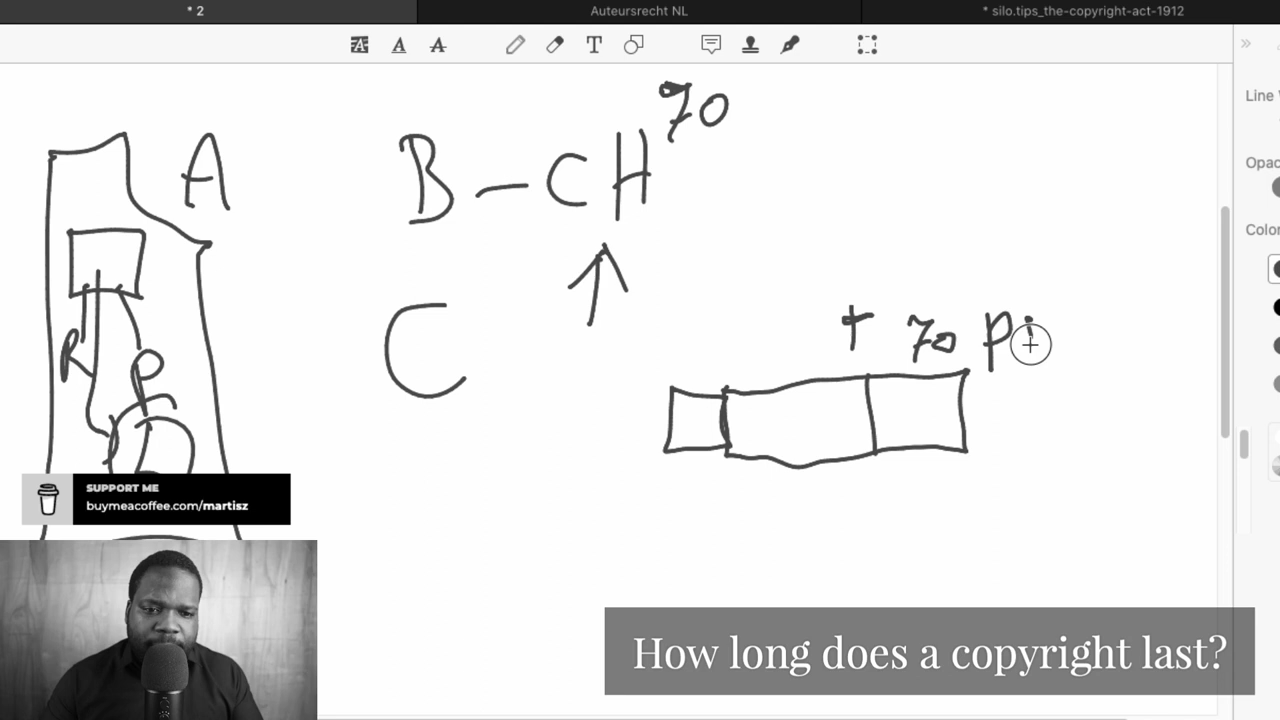 * 2
Auteursrecht NL
* silo.tips_the-copyright-act-1912
A A A T
Line
Opac
Color
70
A
B - CH
C
† 70 Pi
R
P
SUPPORT ME
buymeacoffee.com/martisz
How long does a copyright last?